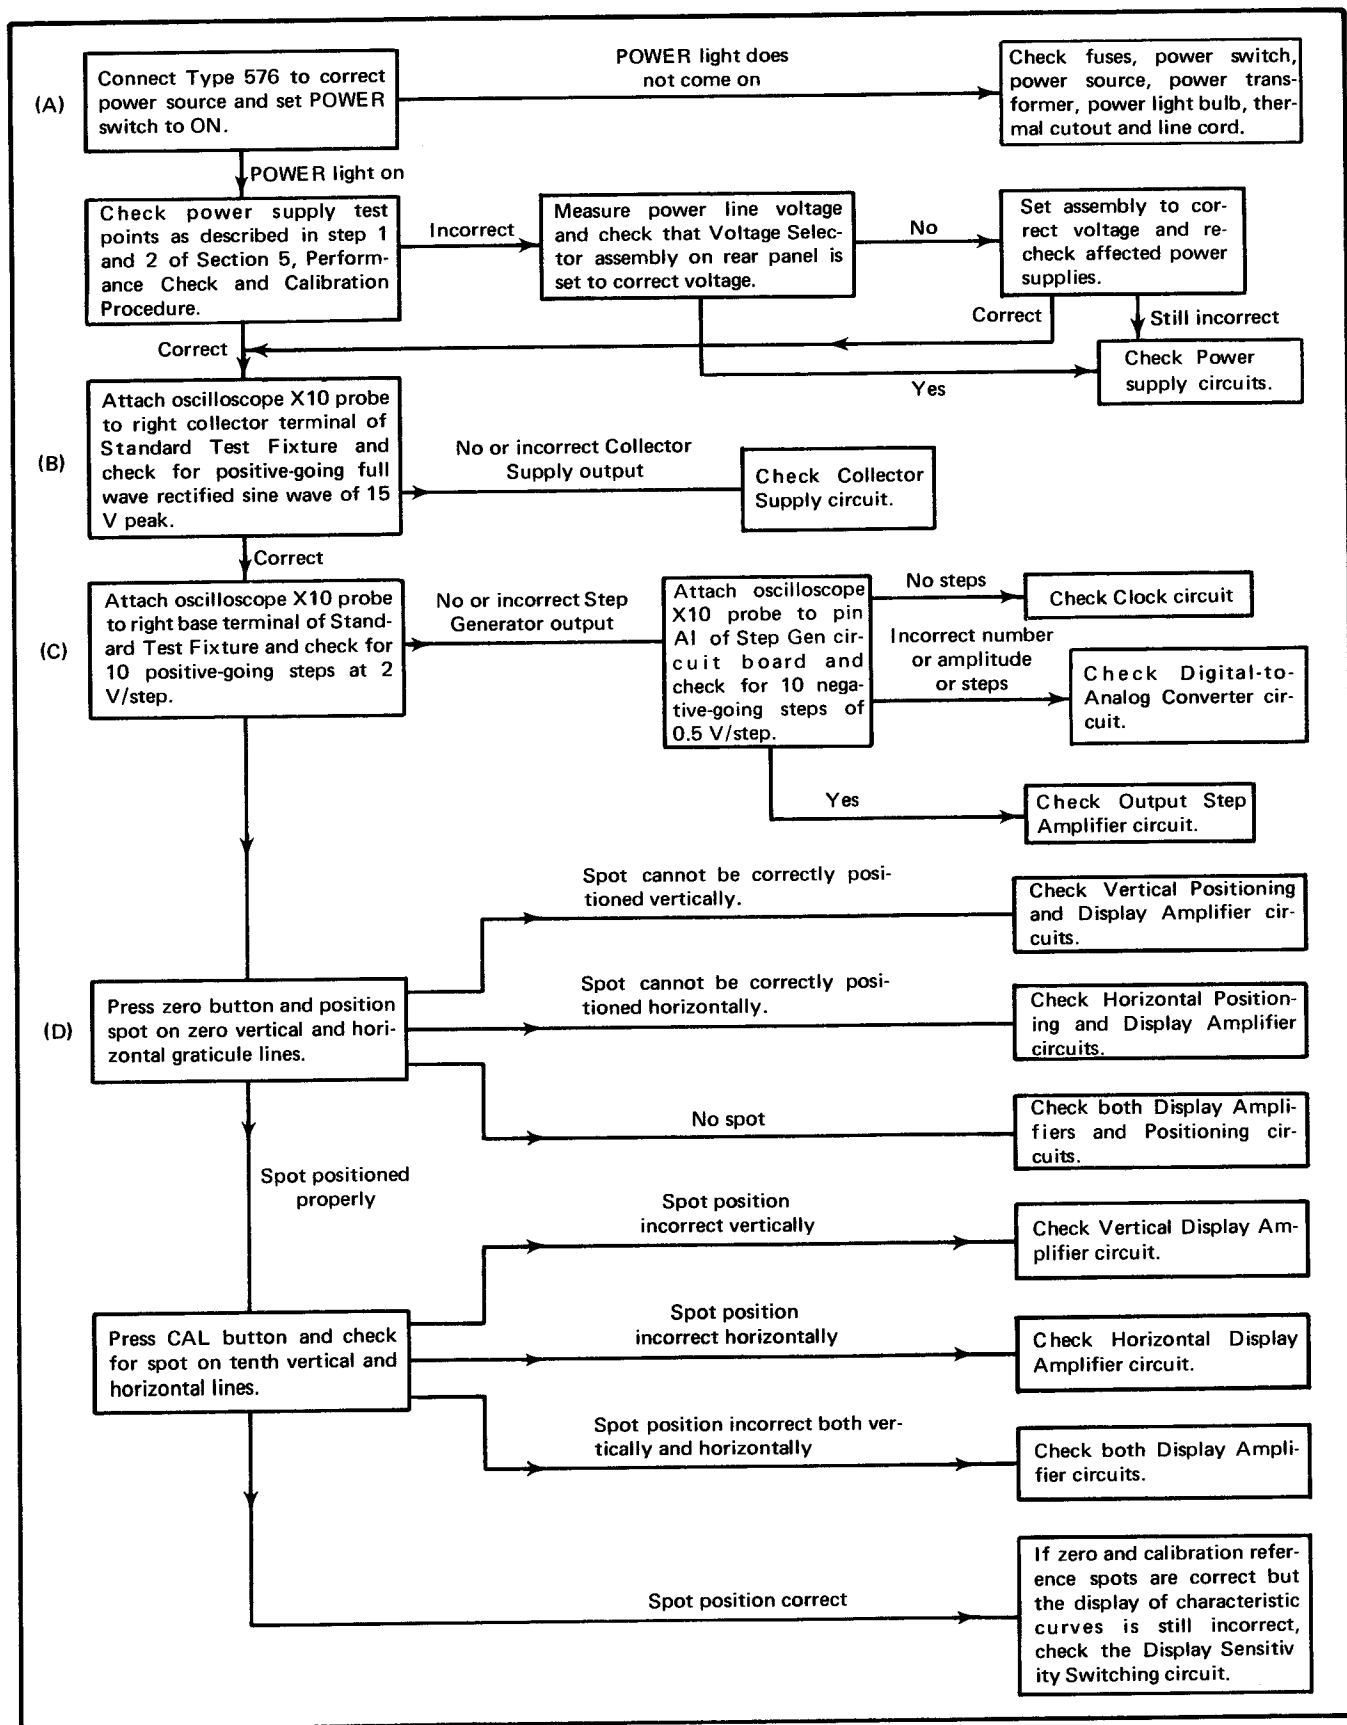 (A)
Connect Type 576 to correct
power source and set POWER
switch to ON.
POWER light does
not come on
Check fuses, power switch,
power source, power trans-
former, power light bulb, ther-
mal cutout and line cord.
POWER light on
Check power supply test
points as described in step 1
and 2 of Section 5, Perform-
ance Check and Calibration
Procedure.
Incorrect
Measure power line voltage
and check that Voltage Selec-
tor assembly on rear panel is
set to correct voltage.
No
Set assembly to cor-
rect voltage and re-
check affected power
supplies.
Correct
Still incorrect
Correct
Yes
Check Power
supply circuits.
(B)
Attach oscilloscope X10 probe
to right collector terminal of
Standard Test Fixture and
check for positive-going full
wave rectified sine wave of 15
V peak.
No or incorrect Collector
Supply output
Check Collector
Supply circuit.
Correct
(C)
Attach oscilloscope X10 probe
to right base terminal of Stand-
ard Test Fixture and check for
10 positive-going steps at 2
V/step.
No or incorrect Step
Generator output
Attach oscilloscope
X10 probe to pin
AI of Step Gen cir-
cuit board and
check for 10 nega-
tive-going steps of
0.5 V/step.
No steps
Check Clock circuit
Incorrect number
or amplitude
or steps
Check Digital-to-
Analog Converter cir-
cuit.
Yes
Check Output Step
Amplifier circuit.
(D)
Press zero button and position
spot on zero vertical and hori-
zontal graticule lines.
Spot cannot be correctly posi-
tioned vertically.
Check Vertical Positioning
and Display Amplifier cir-
cuits.
Spot cannot be correctly posi-
tioned horizontally.
Check Horizontal Position-
ing and Display Amplifier
circuits.
No spot
Check both Display Ampli-
fiers and Positioning cir-
cuits.
Spot positioned
properly
Press CAL button and check
for spot on tenth vertical and
horizontal lines.
Spot position
incorrect vertically
Check Vertical Display Am-
plifier circuit.
Spot position
incorrect horizontally
Check Horizontal Display
Amplifier circuit.
Spot position incorrect both ver-
tically and horizontally
Check both Display Ampli-
fier circuits.
Spot position correct
If zero and calibration refer-
ence spots are correct but
the display of characteristic
curves is still incorrect,
check the Display Sensitiv
ity Switching circuit.